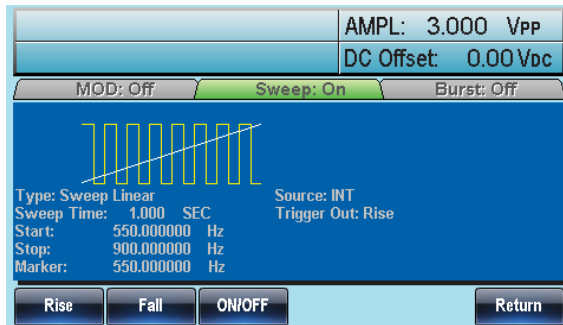 AMPL: 3.000 VPP
DC Offset: 0.00 VDC
MOD: Off Sweep: On Burst: Off
Type: Sweep Linear Source: INT
Sweep Time: 1.000 SEC Trigger Out: Rise
Start: 550.000000 Hz
Stop: 900.000000 Hz
Marker: 550.000000 Hz
Rise Fall ON/OFF Return